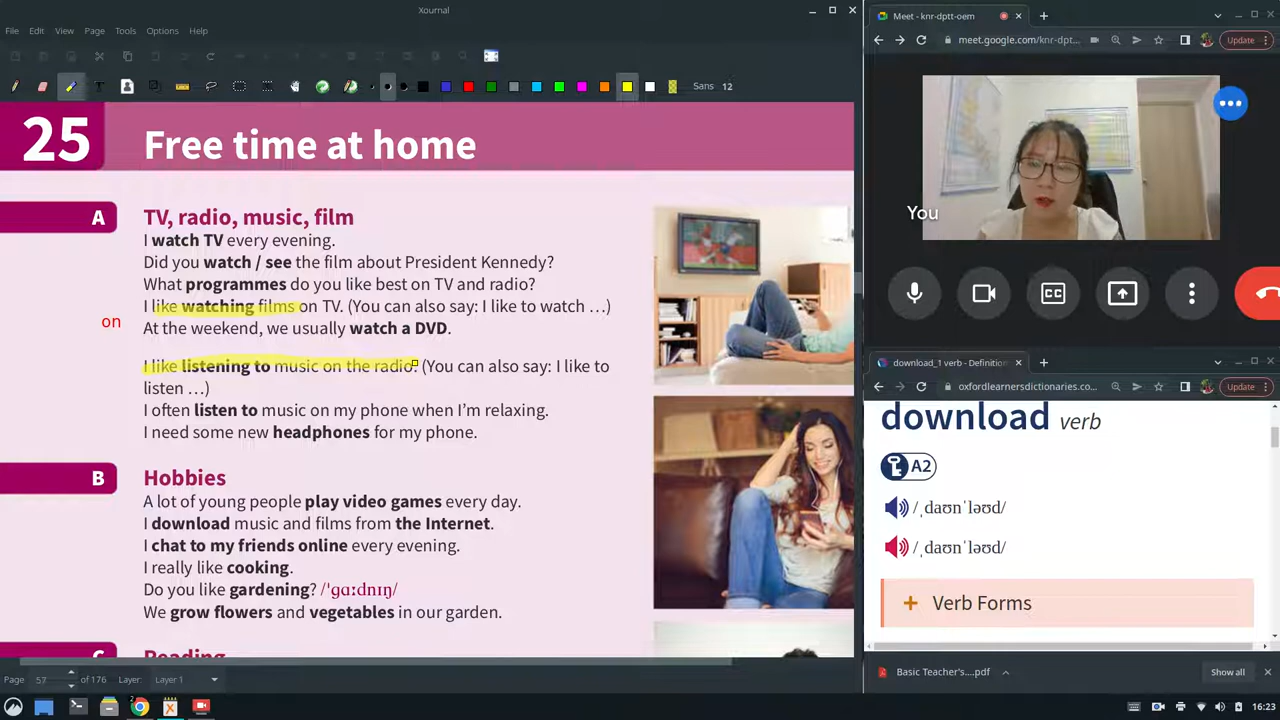 Xournal
Meet - knr-dptt-oem
File Edit View Page Tools Options Help
meet.google.com/knr-dpt...
Update
Sans 12
25 Free time at home
You
A TV, radio, music, film
I watch TV every evening.
Did you watch / see the film about President Kennedy?
What programmes do you like best on TV and radio?
I like watching films on TV. (You can also say: I like to watch …)
on
At the weekend, we usually watch a DVD.
I like listening to music on the radio. (You can also say: I like to
listen …)
I often listen to music on my phone when I'm relaxing.
I need some new headphones for my phone.
B Hobbies
A lot of young people play video games every day.
I download music and films from the Internet.
I chat to my friends online every evening.
I really like cooking.
Do you like gardening? /ˈɡɑːdnɪŋ/
We grow flowers and vegetables in our garden.
C Reading
CC
download_1 verb - Definition
oxfordlearnersdictionaries.co...
Update
download verb
A2
/ˌdaʊnˈləʊd/
/ˌdaʊnˈləʊd/
+ Verb Forms
Basic Teacher's....pdf
Show all
Page 57 of 176 Layer: Layer 1
2
16:23